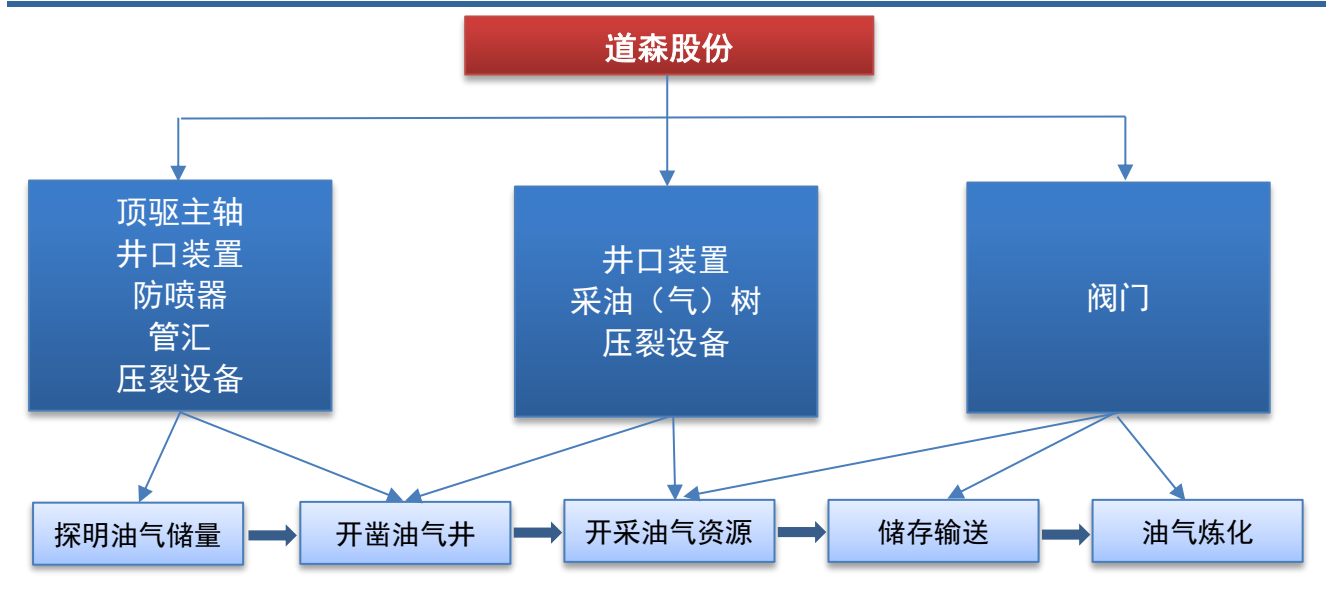 道森股份
顶驱主轴
井口装置
防喷器
管汇
压裂设备
井口装置
采油（气）树
压裂设备
阀门
探明油气储量
开凿油气井
开采油气资源
储存输送
油气炼化